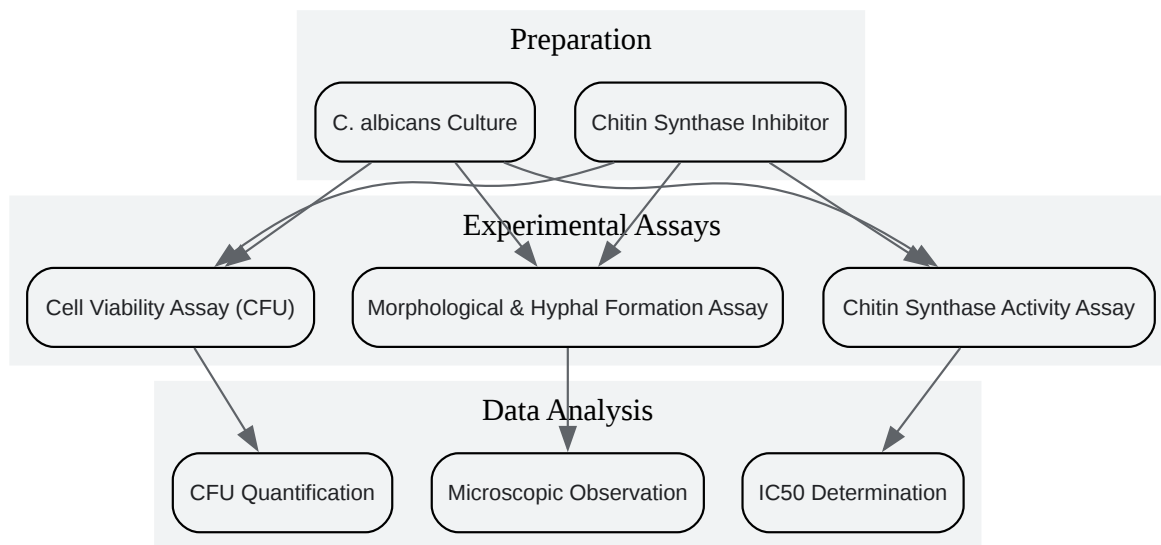 Preparation
C. albicans Culture
Chitin Synthase Inhibitor
Experimental Assays
Cell Viability Assay (CFU)
Morphological & Hyphal Formation Assay
Chitin Synthase Activity Assay
Data Analysis
CFU Quantification
Microscopic Observation
IC50 Determination